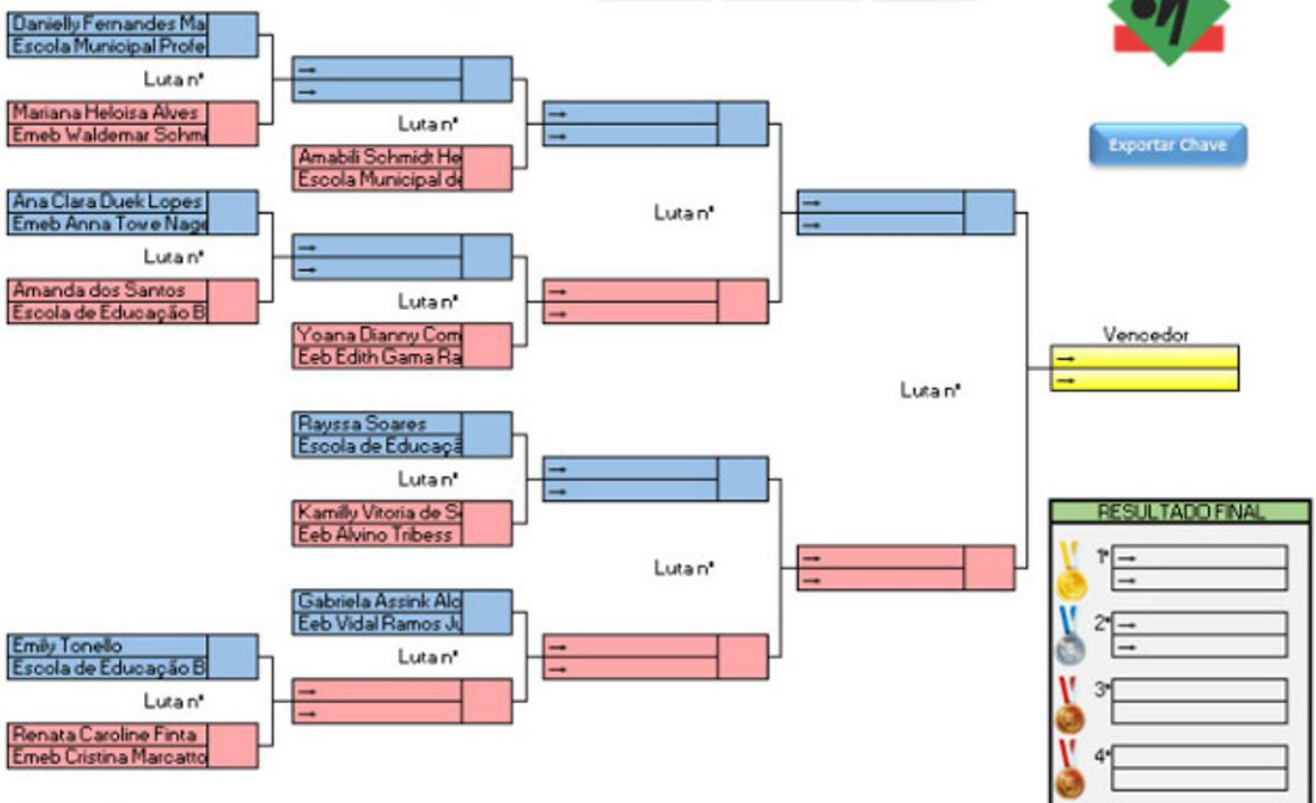 Danielly Fernandes Ma
Escola Municipal Profe
Luta nº
Mariana Heloisa Alves
Emeb Waldemar Schmi
Ana Clara Duek Lopes
Emeb Anna Towe Nage
Luta nº
Amanda dos Santos
Escola de Educação B
Emily Tonello
Escola de Educação B
Luta nº
Renata Caroline Finta
Emeb Cristina Marcatto
→
→
Luta nº
Amabili Schmidt He
Escola Municipal de
→
→
Luta nº
Yoana Dianny Com
Eeb Edith Gama Ra
Rayssa Soares
Escola de Educaçã
Luta nº
Kamilly Vitoria de S
Eeb Alvino Tribess
Gabriela Assink Alc
Eeb Vidal Ramos Ju
Luta nº
→
→
→
→
Luta nº
→
→
→
→
Luta nº
→
→
→
→
Luta nº
→
→
Exportar Chave
Vencedor
→
→
RESULTADO FINAL
1º →
→
2º →
→
3º
4º